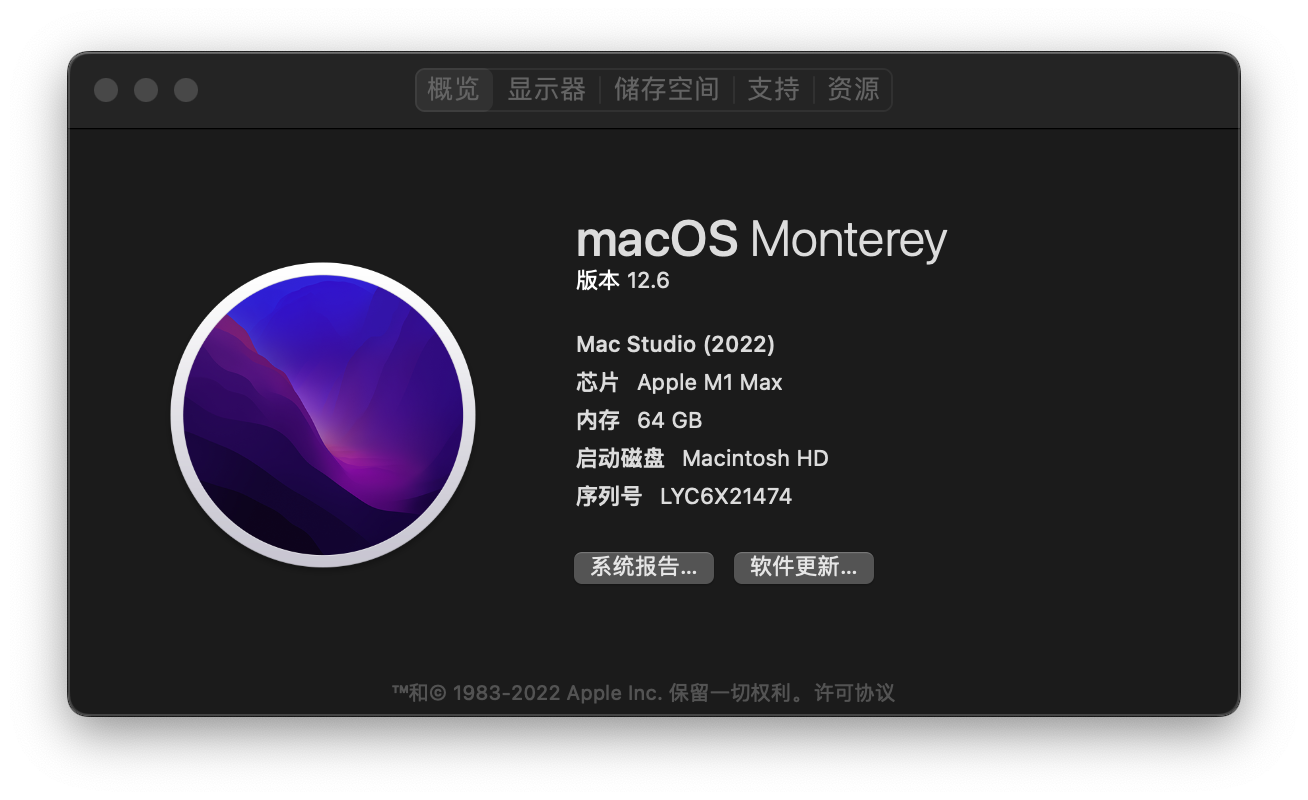 概览 显示器 储存空间 支持 资源
macOS Monterey
版本 12.6
Mac Studio (2022)
芯片 Apple M1 Max
内存 64 GB
启动磁盘 Macintosh HD
序列号 LYC6X21474
系统报告... 软件更新...
™和© 1983-2022 Apple Inc. 保留一切权利。许可协议